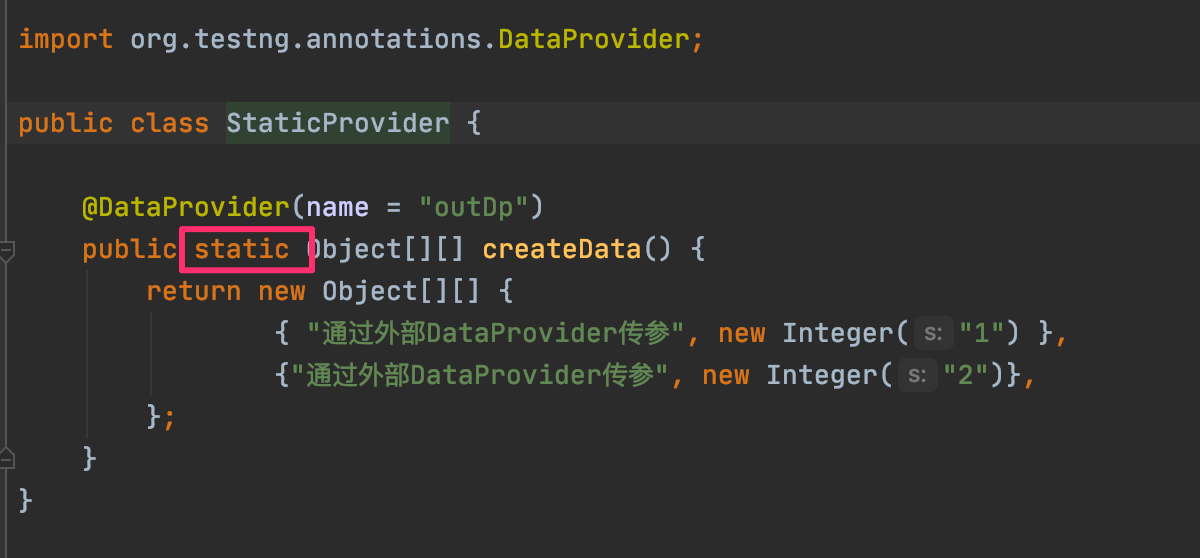 import org.testng.annotations.DataProvider;
public class StaticProvider {
@DataProvider(name = "outDp")
public static Object[][] createData() {
return new Object[][] {
{ "通过外部DataProvider传参", new Integer( s: "1") },
{"通过外部DataProvider传参", new Integer( s: "2")},
};
}
}